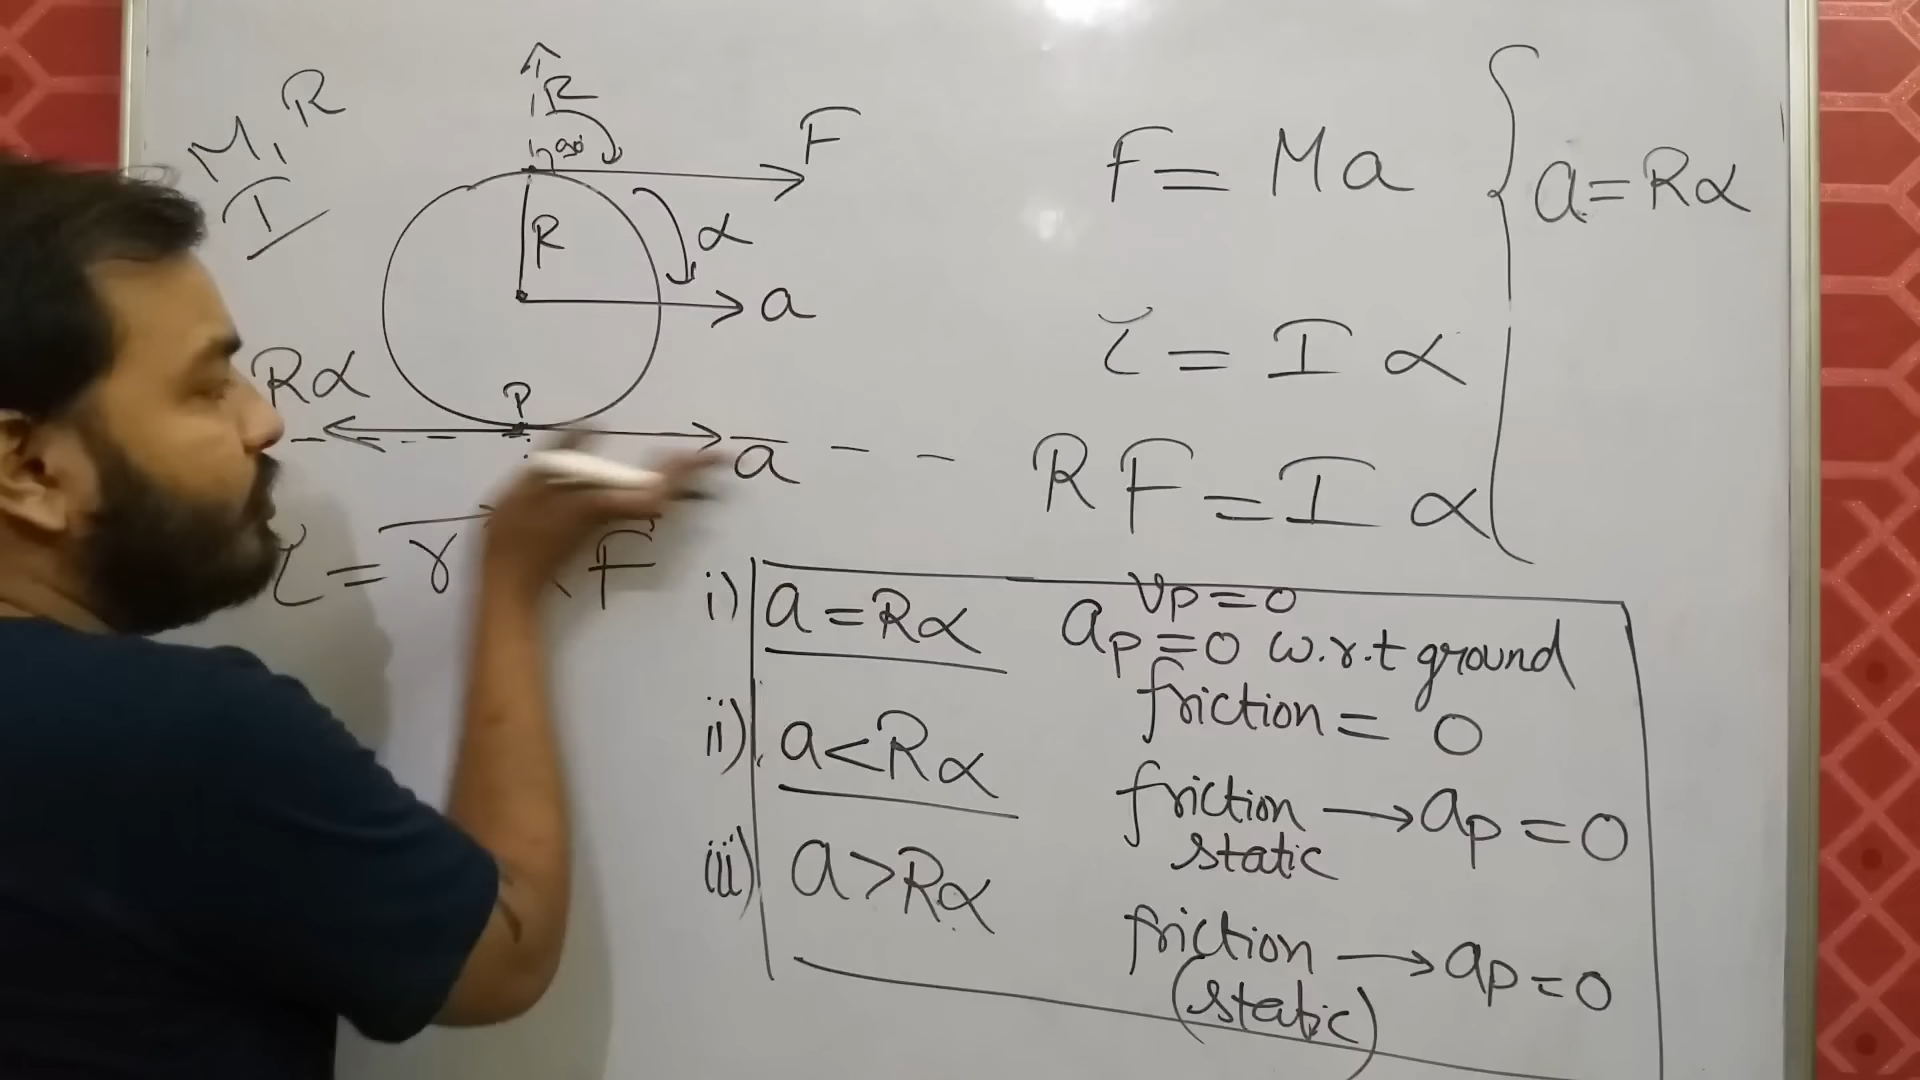 M, R
I
R
90°
F
R
α
a
Rα
P
a
τ = r × F
F = Ma
a = Rα
τ = I α
R F = I α
i) a = Rα
vp = 0
ap = 0 w.r.t ground
friction = 0
ii) a < Rα
friction static → ap = 0
iii) a > Rα
friction (static) → ap = 0